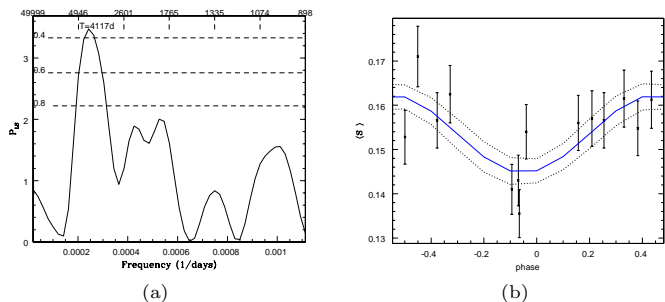 49999 4946 2601 1765 1335 1074 898
T=4117d
0.4
0.6
0.8
3
2
1
0
P_LS
0.0002 0.0004 0.0006 0.0008 0.001
Frequency (1/days)
(a)
0.17
0.16
0.15
0.14
0.13
⟨S⟩
-0.4 -0.2 0 0.2 0.4
phase
(b)